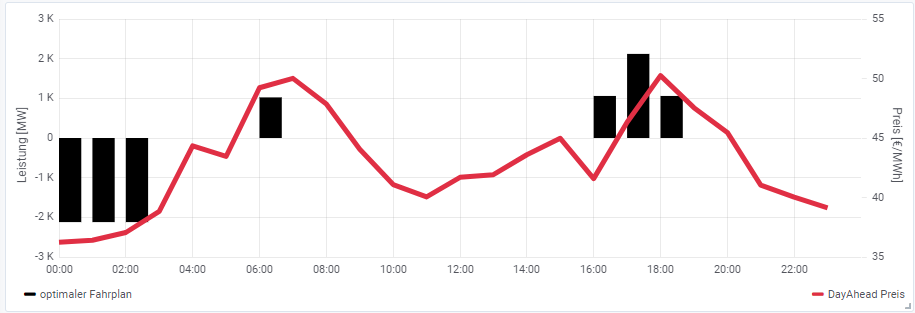 3 K
2 K
1 K
0
-1 K
-2 K
-3 K
Leistung [MW]
55
50
45
40
35
Preis [€/MWh]
00:00 02:00 04:00 06:00 08:00 10:00 12:00 14:00 16:00 18:00 20:00 22:00
optimaler Fahrplan DayAhead Preis